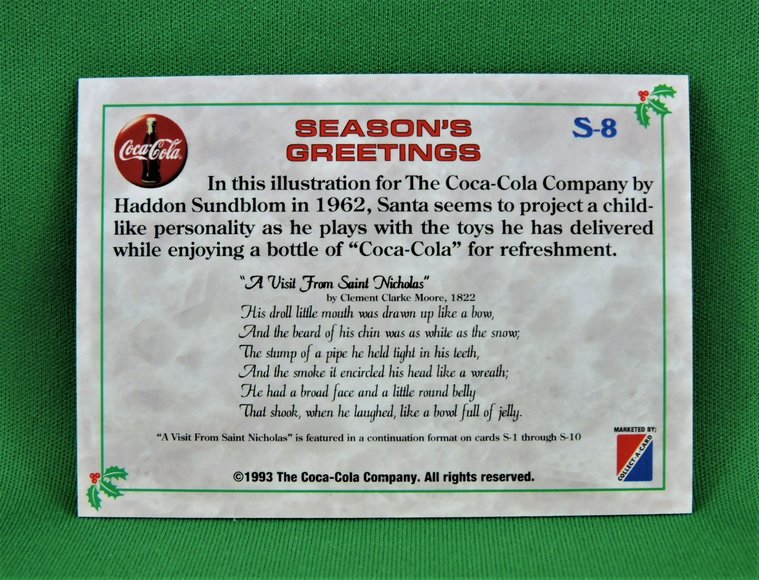 Coca-Cola
SEASON'S
GREETINGS
S-8
In this illustration for The Coca-Cola Company by
Haddon Sundblom in 1962, Santa seems to project a child-
like personality as he plays with the toys he has delivered
while enjoying a bottle of “Coca-Cola” for refreshment.
“A Visit From Saint Nicholas”
by Clement Clarke Moore, 1822
His droll little mouth was drawn up like a bow,
And the beard of his chin was as white as the snow;
The stump of a pipe he held tight in his teeth,
And the smoke it encircled his head like a wreath;
He had a broad face and a little round belly
That shook, when he laughed, like a bowl full of jelly.
“A Visit From Saint Nicholas” is featured in a continuation format on cards S-1 through S-10
MARKETED BY:
COLLECT-A-CARD
©1993 The Coca-Cola Company. All rights reserved.